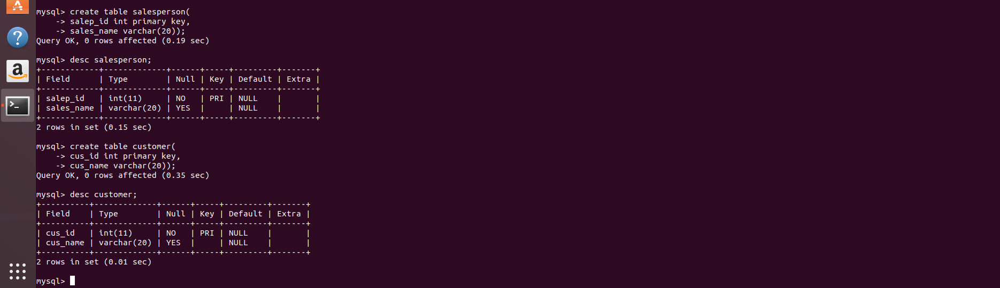 mysql> create table salesperson(
    -> salep_id int primary key,
    -> sales_name varchar(20));
Query OK, 0 rows affected (0.19 sec)

mysql> desc salesperson;
+------------+-------------+------+-----+---------+-------+
| Field      | Type        | Null | Key | Default | Extra |
+------------+-------------+------+-----+---------+-------+
| salep_id   | int(11)     | NO   | PRI | NULL    |       |
| sales_name | varchar(20) | YES  |     | NULL    |       |
+------------+-------------+------+-----+---------+-------+
2 rows in set (0.15 sec)

mysql> create table customer(
    -> cus_id int primary key,
    -> cus_name varchar(20));
Query OK, 0 rows affected (0.35 sec)

mysql> desc customer;
+----------+-------------+------+-----+---------+-------+
| Field    | Type        | Null | Key | Default | Extra |
+----------+-------------+------+-----+---------+-------+
| cus_id   | int(11)     | NO   | PRI | NULL    |       |
| cus_name | varchar(20) | YES  |     | NULL    |       |
+----------+-------------+------+-----+---------+-------+
2 rows in set (0.01 sec)

mysql>